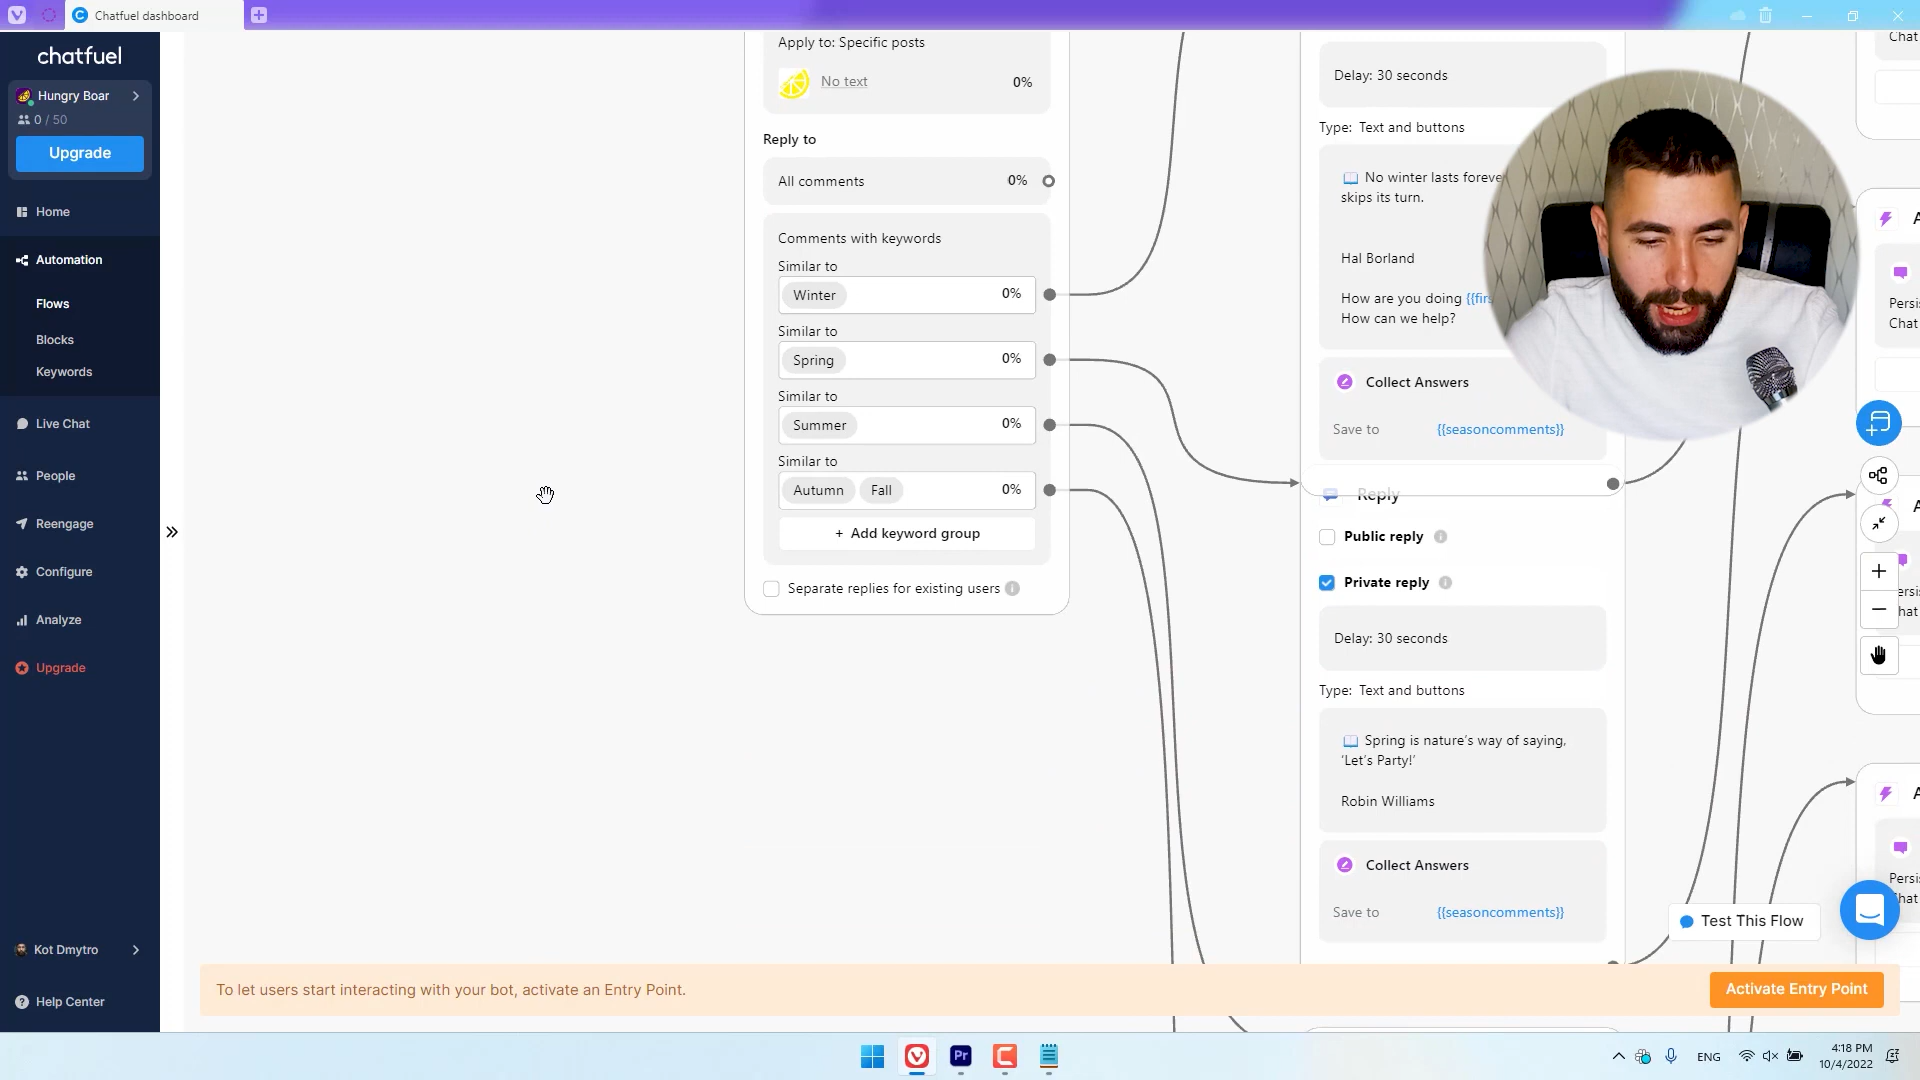 Chatfuel dashboard
chatfuel
Hungry Boar
0 / 50
Upgrade
Home
Automation
Flows
Blocks
Keywords
Live Chat
People
Reengage
Configure
Analyze
Upgrade
Kot Dmytro
Help Center
Apply to: Specific posts
No text
0%
Reply to
All comments
0%
Comments with keywords
Similar to
Winter
0%
Similar to
Spring
0%
Similar to
Summer
0%
Similar to
Autumn Fall
0%
+ Add keyword group
Separate replies for existing users
Delay: 30 seconds
Type: Text and buttons
No winter lasts
skips its turn.
Hal Borland
How are you doing
How can we help?
Collect Answers
Save to {{seasoncomments}}
Reply
Public reply
Private reply
Delay: 30 seconds
Type: Text and buttons
Spring is nature's way of saying,
'Let's Party!'
Robin Williams
Collect Answers
Save to {{seasoncomments}}
Chat
Chat
Test This Flow
To let users start interacting with your bot, activate an Entry Point.
Activate Entry Point
Pr
ENG
4:18 PM
10/4/2022